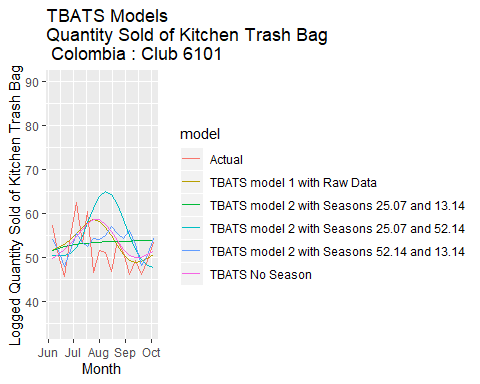 TBATS Models
Quantity Sold of Kitchen Trash Bag
Colombia : Club 6101
Logged Quantity Sold of Kitchen Trash Bag
90
80
70
60
50
40
Jun Jul Aug Sep Oct
Month
model
Actual
TBATS model 1 with Raw Data
TBATS model 2 with Seasons 25.07 and 13.14
TBATS model 2 with Seasons 25.07 and 52.14
TBATS model 2 with Seasons 52.14 and 13.14
TBATS No Season